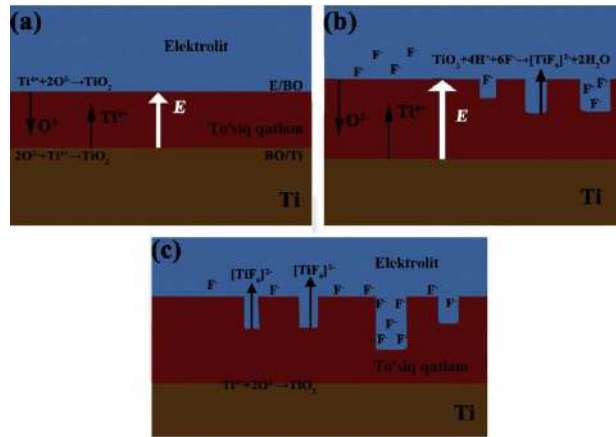 (a)
Elektrolit
Ti⁴⁺+2O²⁻→TiO₂
E/BO
O²⁻
Ti⁴⁺
E
To'siq qatlam
2O²⁻+Ti⁴⁺→TiO₂
BO/Ti
Ti
(b)
F⁻ F⁻
F⁻ F⁻ F⁻
TiO₂+4H⁺+6F⁻→[TiF₆]²⁻+2H₂O
F⁻
F⁻ F⁻
F⁻
O²⁻
Ti⁴⁺
E
Ti
(c)
Elektrolit
[TiF₆]²⁻ [TiF₆]²⁻
F⁻ F⁻ F⁻ F⁻ F⁻ F⁻
F⁻ F⁻
F⁻
F⁻
F⁻ F⁻
To'siq qatlam
Ti⁴⁺+2O²⁻→TiO₂
Ti